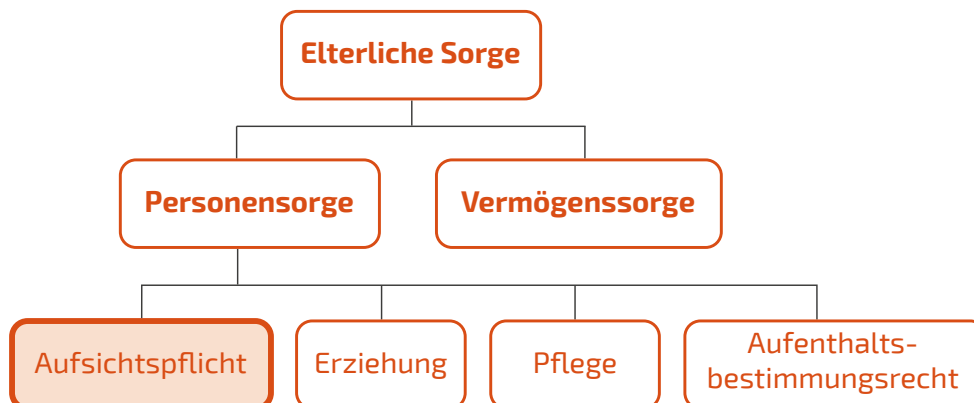 Elterliche Sorge
Personensorge
Vermögenssorge
Aufsichtspflicht
Erziehung
Pflege
Aufenthalts-
bestimmungsrecht